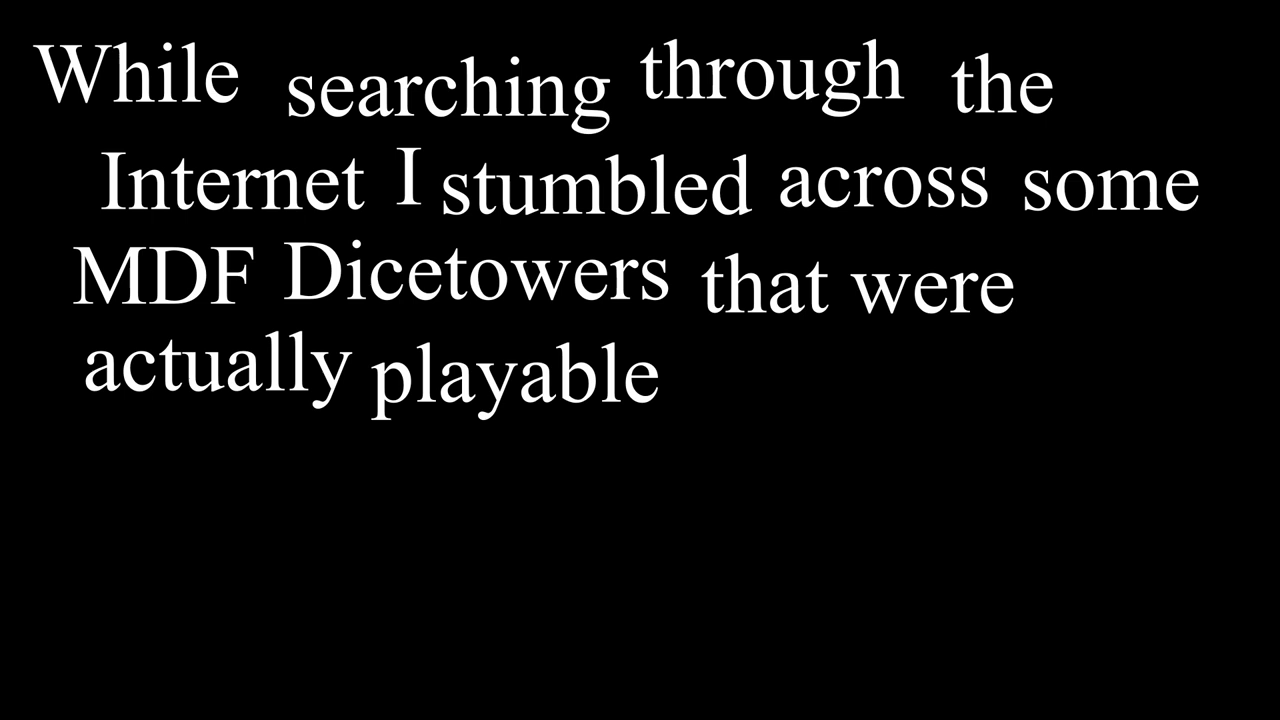 While searching through the
Internet I stumbled across some
MDF Dicetowers that were
actually playable